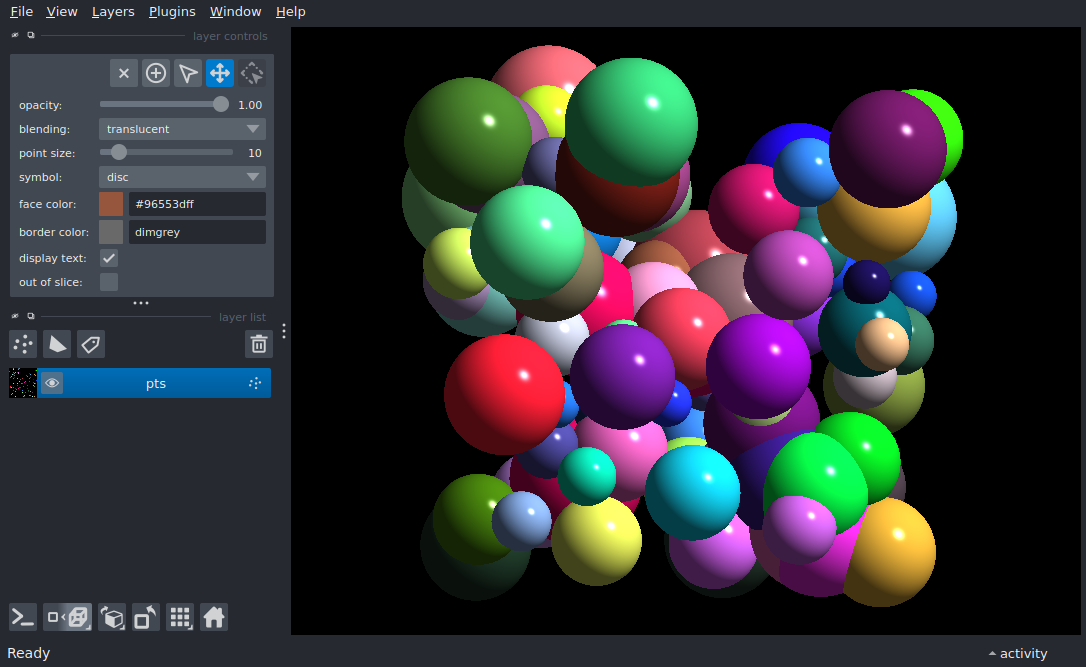 File View Layers Plugins Window Help
layer controls
opacity: 1.00
blending: translucent
point size: 10
symbol: disc
face color: #96553dff
border color: dimgrey
display text:
out of slice:
layer list
pts
Ready
activity